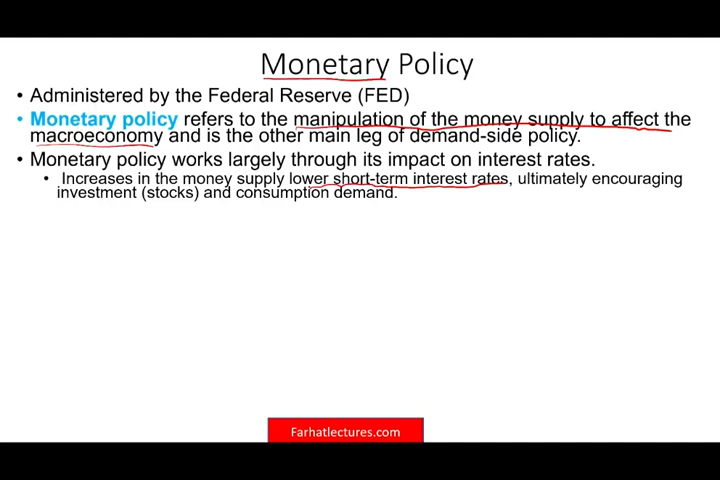 Monetary Policy
• Administered by the Federal Reserve (FED)
• Monetary policy refers to the manipulation of the money supply to affect the
macroeconomy and is the other main leg of demand-side policy.
• Monetary policy works largely through its impact on interest rates.
• Increases in the money supply lower short-term interest rates, ultimately encouraging
investment (stocks) and consumption demand.
Farhatlectures.com